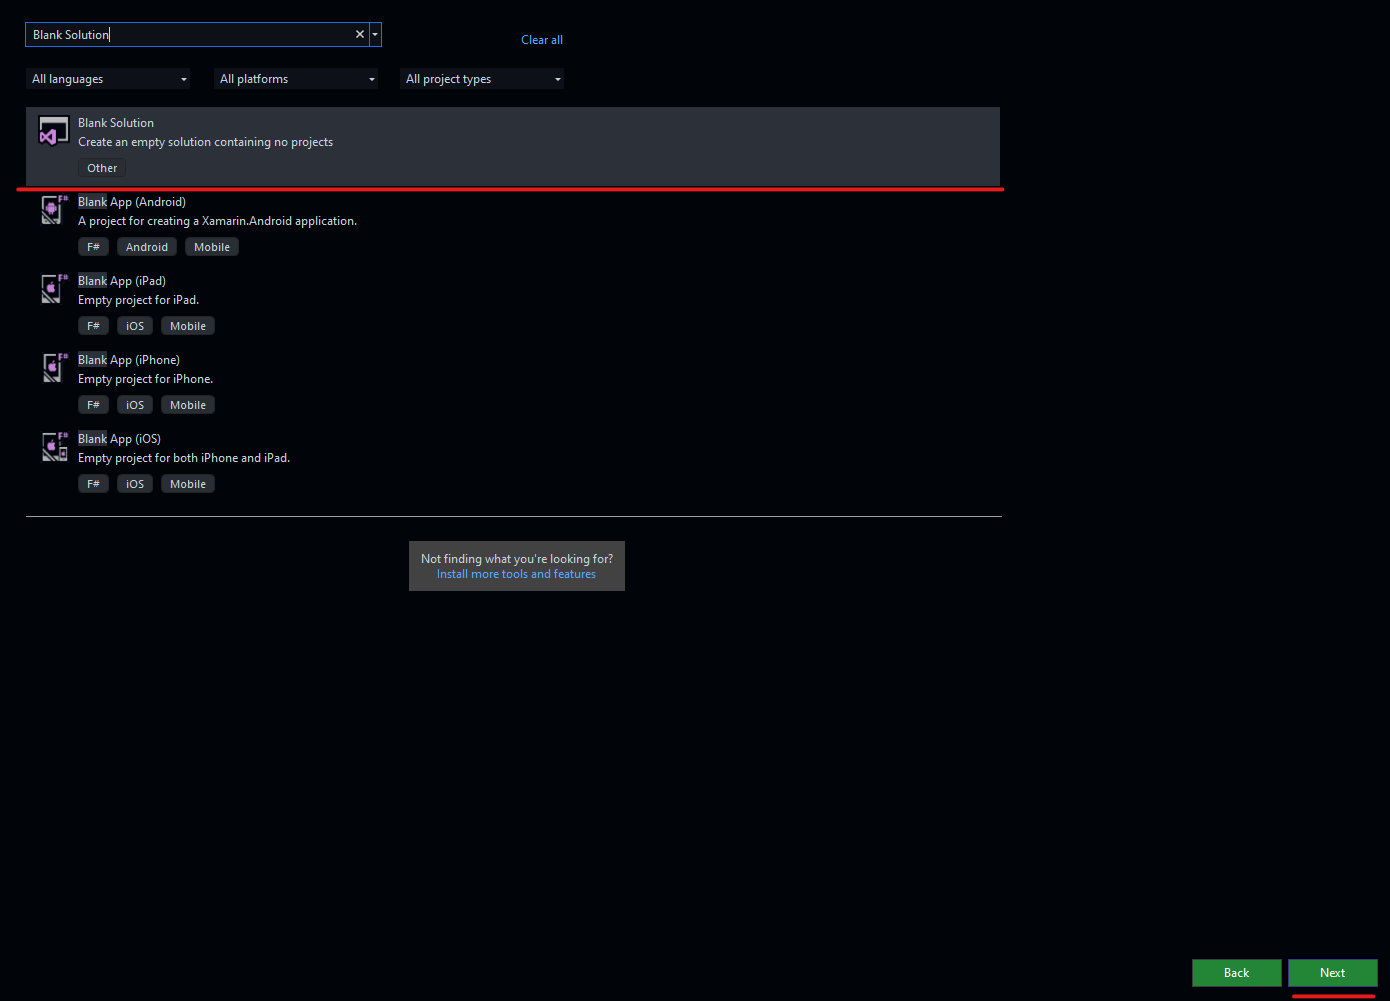 Blank Solution
Clear all
All languages
All platforms
All project types
Blank Solution
Create an empty solution containing no projects
Other
F#
Blank App (Android)
A project for creating a Xamarin.Android application.
F# Android Mobile
F#
Blank App (iPad)
Empty project for iPad.
F# iOS Mobile
F#
Blank App (iPhone)
Empty project for iPhone.
F# iOS Mobile
F#
Blank App (iOS)
Empty project for both iPhone and iPad.
F# iOS Mobile
Not finding what you're looking for?
Install more tools and features
Back
Next